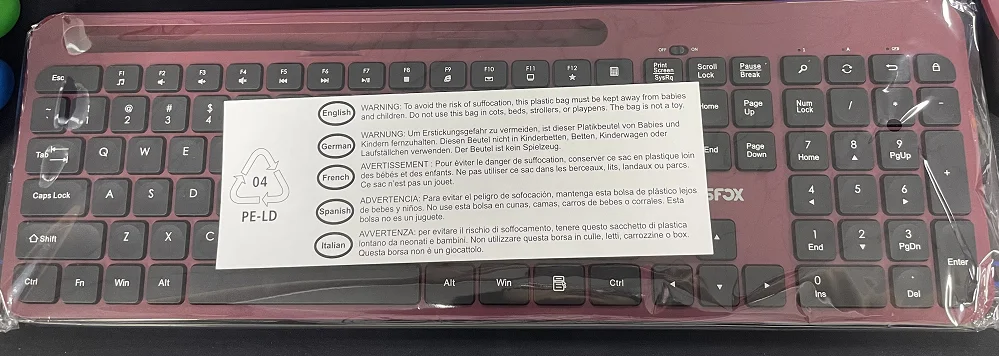 OFF ON
Esc F1 F2 F3 F4 F5 F6 F7 F8 F9 F10 F11 F12 Print Screen SysRq Scroll Lock Pause Break
~ ! @ 2 # 3 $ 4 Home Page Up Num Lock / * -
Tab Q W E End Page Down 7 Home 8 9 PgUp +
Caps Lock A S D SFOX 4 5 6
Shift Z X C 1 End 2 3 PgDn Enter
Ctrl Fn Win Alt Alt Win Ctrl 0 Ins . Del
English
WARNING: To avoid the risk of suffocation, this plastic bag must be kept away from babies
and children. Do not use this bag in cots, beds, strollers, or playpens. The bag is not a toy.
German
WARNUNG: Um Erstickungsgefahr zu vermeiden, ist dieser Platikbeutel von Babies und
Kindern fernzuhalten. Diesen Beutel nicht in Kinderbetten, Betten, Kinderwagen oder
Laufställchen verwenden. Der Beutel ist kein Spielzeug.
French
AVERTISSEMENT : Pour éviter le danger de suffocation, conserver ce sac en plastique loin
des bébés et des enfants. Ne pas utiliser ce sac dans les berceaux, lits, landaux ou parcs.
Ce sac n'est pas un jouet.
Spanish
ADVERTENCIA: Para evitar el peligro de sofocación, mantenga esta bolsa de plástico lejos
de bebes y niños. No use esta bolsa en cunas, camas, carros de bebes o corrales. Esta
bolsa no es un juguete.
Italian
AVVERTENZA: per evitare il rischio di soffocamento, tenere questo sacchetto di plastica
lontano da neonati e bambini. Non utilizzare questa borsa in culle, letti, carrozzine o box.
Questa borsa non è un giocattolo.
04
PE-LD